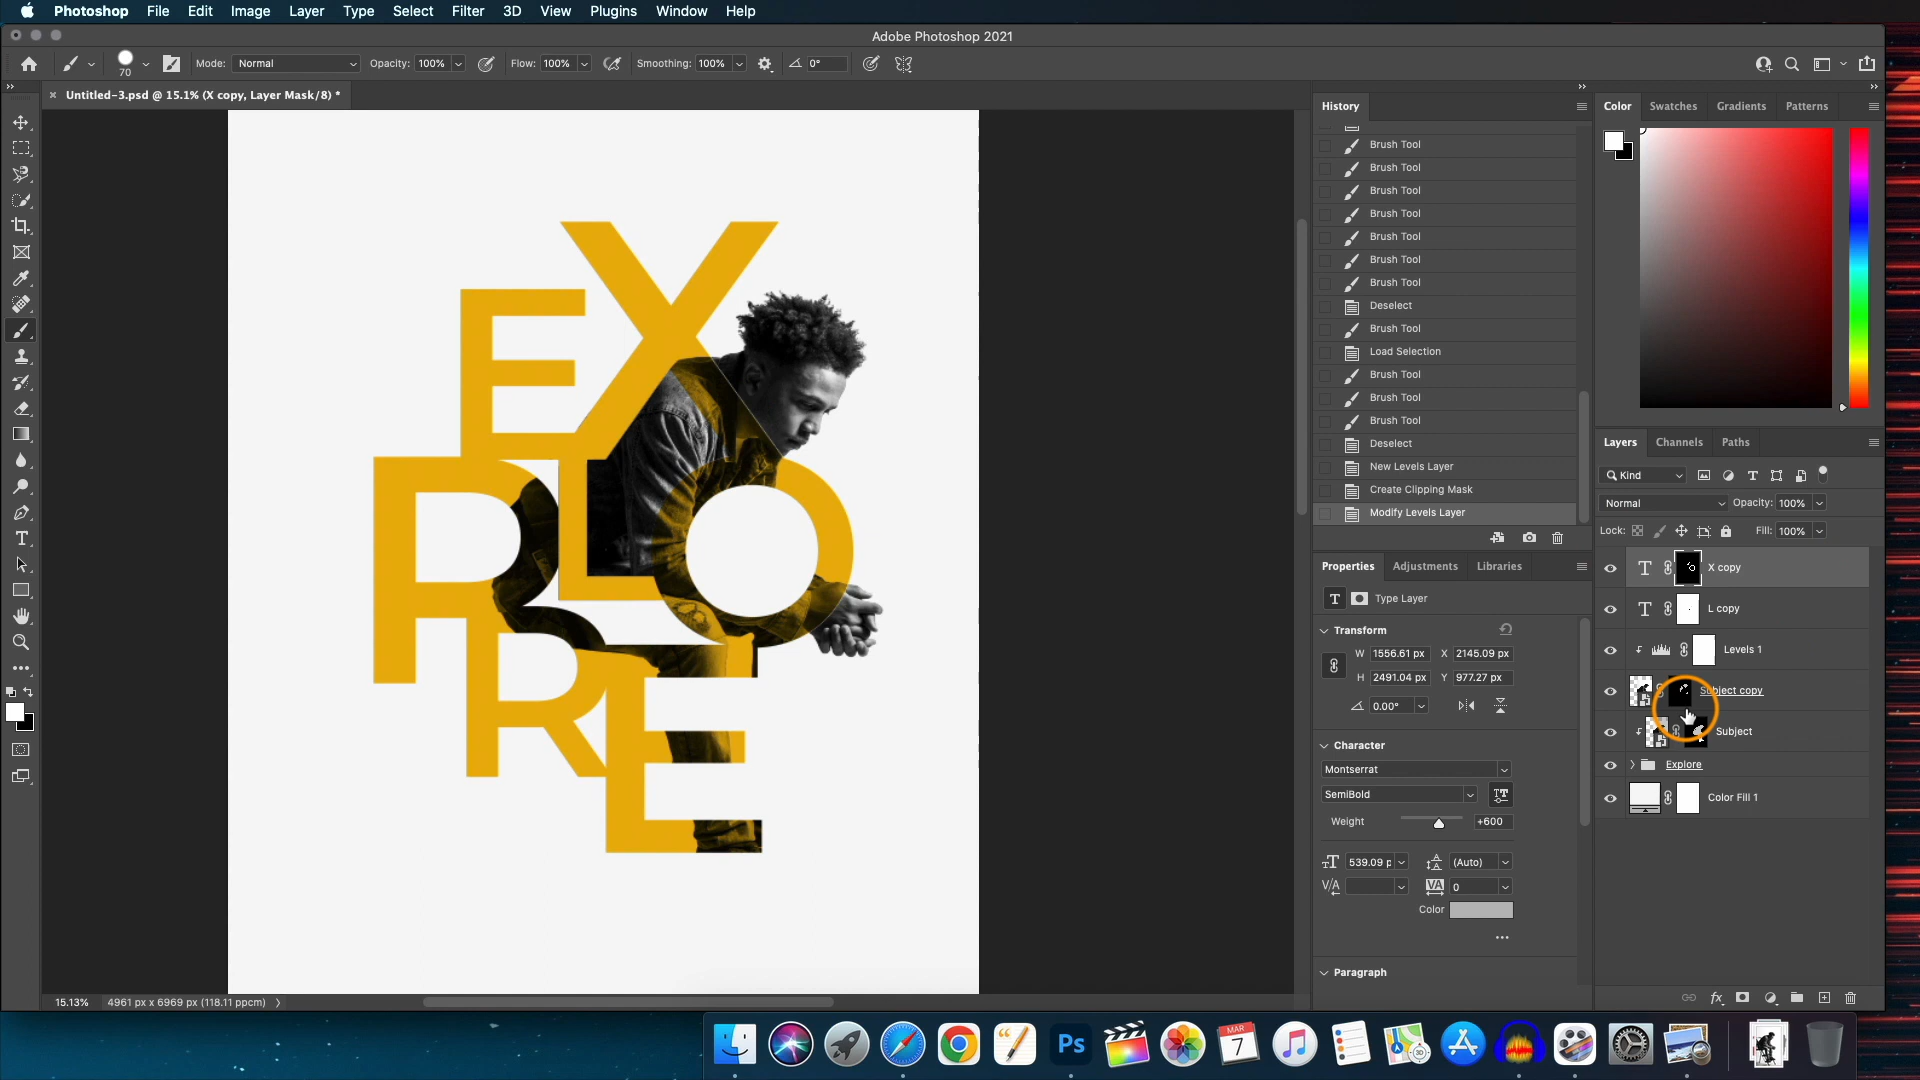 Photoshop File Edit Image Layer Type Select Filter 3D View Plugins Window Help
Adobe Photoshop 2021
70 Mode: Normal Opacity: 100% Flow: 100% Smoothing: 100% 0°
Untitled-3.psd @ 15.1% (X copy, Layer Mask/8) *
EX
PLO
RE
15.13% 4961 px x 6969 px (118.11 ppcm)
History
Brush Tool
Brush Tool
Brush Tool
Brush Tool
Brush Tool
Brush Tool
Brush Tool
Deselect
Brush Tool
Load Selection
Brush Tool
Brush Tool
Brush Tool
Deselect
New Levels Layer
Create Clipping Mask
Modify Levels Layer
Properties Adjustments Libraries
Type Layer
Transform
W 1556.61 px X 2145.09 px
H 2491.04 px Y 977.27 px
0.00°
Character
Montserrat
SemiBold
Weight +600
539.09 p (Auto)
0
Color
Paragraph
Color Swatches Gradients Patterns
Layers Channels Paths
Kind
Normal Opacity: 100%
Lock: Fill: 100%
X copy
L copy
Levels 1
Subject copy
Subject
Explore
Color Fill 1
Ps
MAR
7
3D